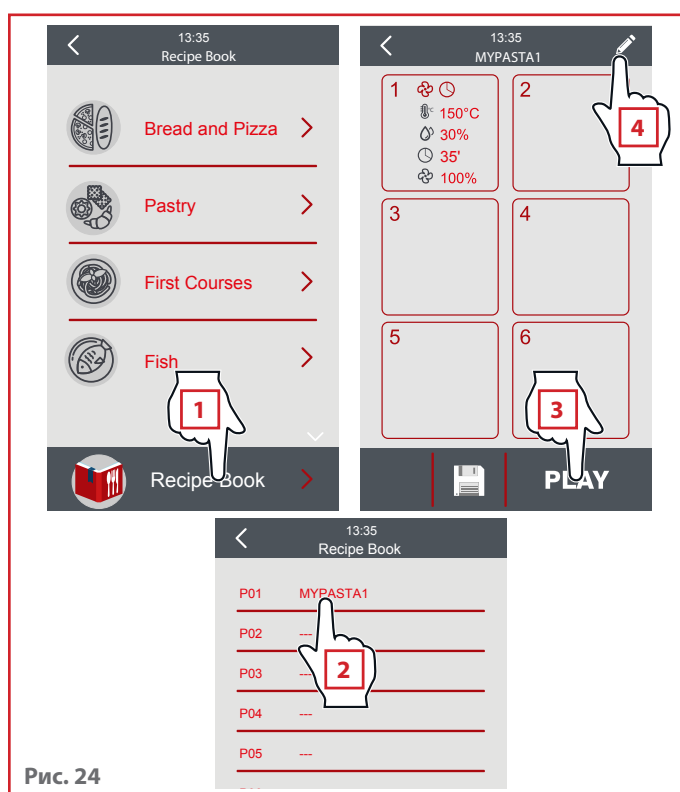 13:35
Recipe Book
Bread and Pizza
Pastry
First Courses
Fish
1
Recipe Book
13:35
MYPASTA1
4
1
150°C
30%
35'
100%
2
3
4
5
6
3
PLAY
13:35
Recipe Book
P01 MYPASTA1
P02 ---
P03 ---
2
P04 ---
P05 ---
Рис. 24